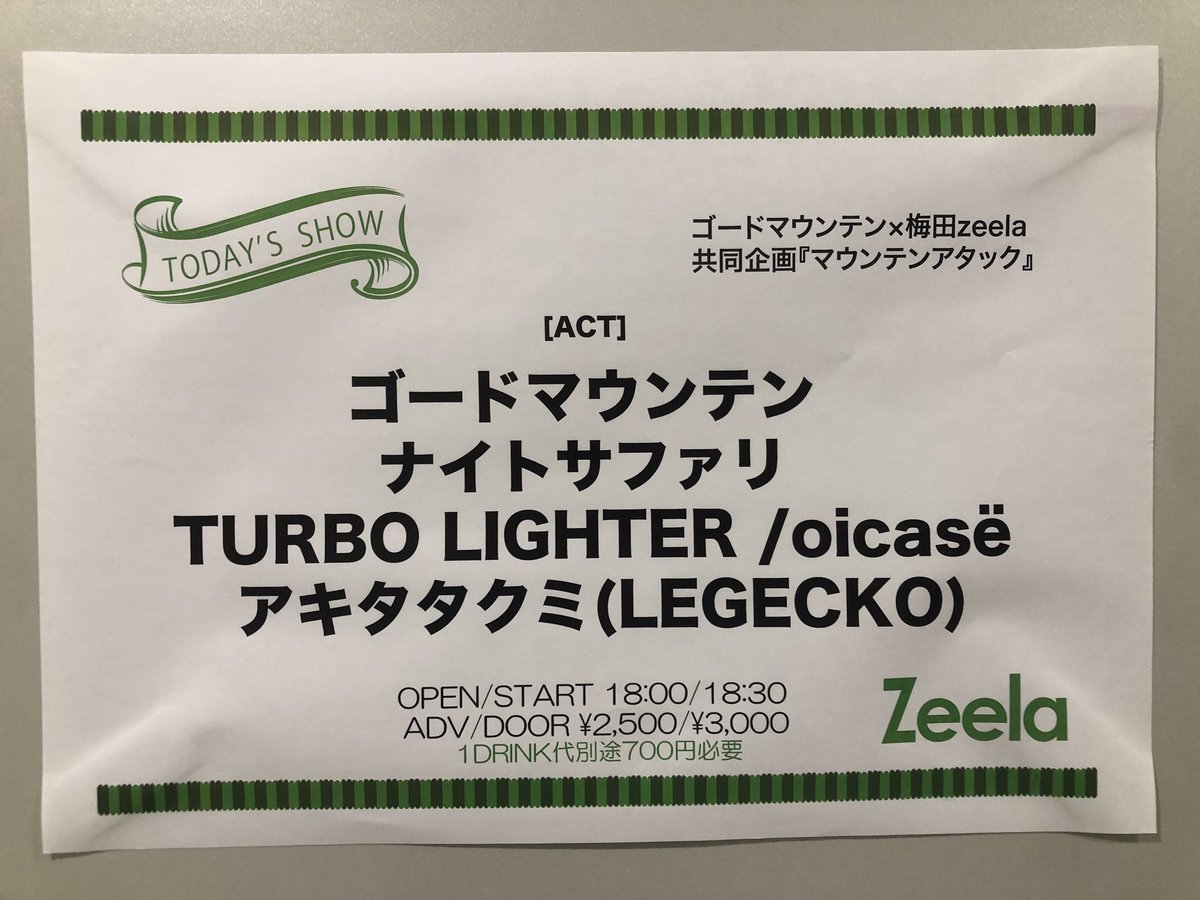 TODAY'S SHOW
ゴードマウンテン×梅田zeela
共同企画『マウンテンアタック』
[ACT]
ゴードマウンテン
ナイトサファリ
TURBO LIGHTER /oicasë
アキタタクミ(LEGECKO)
OPEN/START 18:00/18:30
ADV/DOOR ¥2,500/¥3,000
1DRINK代別途700円必要
Zeela